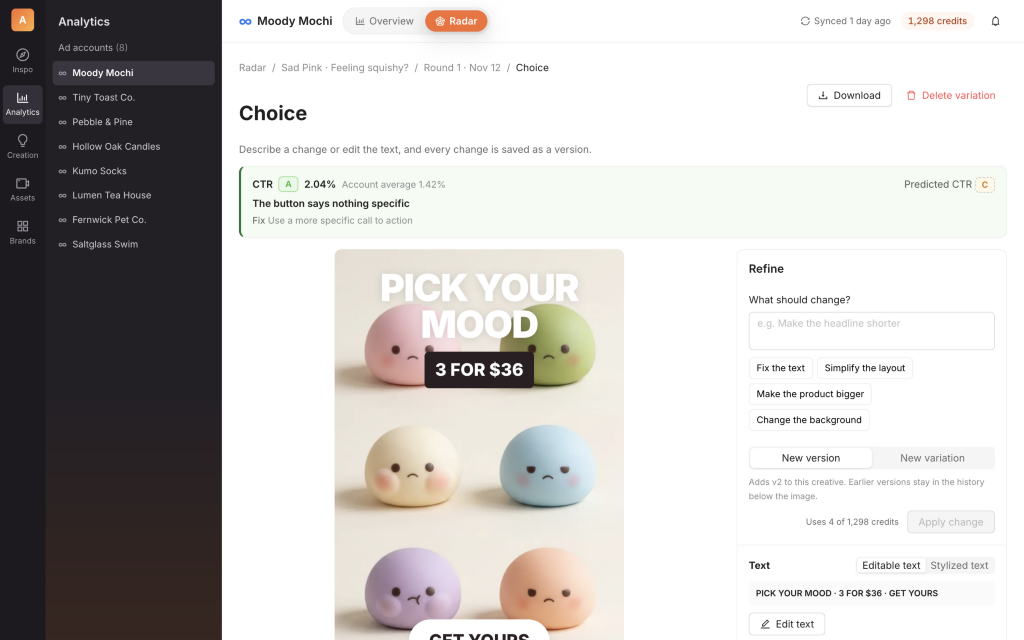 A
Inspo
Analytics
Creation
Assets
Brands
Analytics
Ad accounts (8)
Moody Mochi
Tiny Toast Co.
Pebble & Pine
Hollow Oak Candles
Kumo Socks
Lumen Tea House
Fernwick Pet Co.
Saltglass Swim
Moody Mochi
Overview
Radar
Synced 1 day ago
1,298 credits
Radar / Sad Pink · Feeling squishy? / Round 1 · Nov 12 / Choice
Choice
Download
Delete variation
Describe a change or edit the text, and every change is saved as a version.
CTR A 2.04% Account average 1.42%
Predicted CTR C
The button says nothing specific
Fix Use a more specific call to action
PICK YOUR
MOOD
3 FOR $36
GET YOURS
Refine
What should change?
e.g. Make the headline shorter
Fix the text
Simplify the layout
Make the product bigger
Change the background
New version
New variation
Adds v2 to this creative. Earlier versions stay in the history
below the image.
Uses 4 of 1,298 credits
Apply change
Text
Editable text
Stylized text
PICK YOUR MOOD · 3 FOR $36 · GET YOURS
Edit text